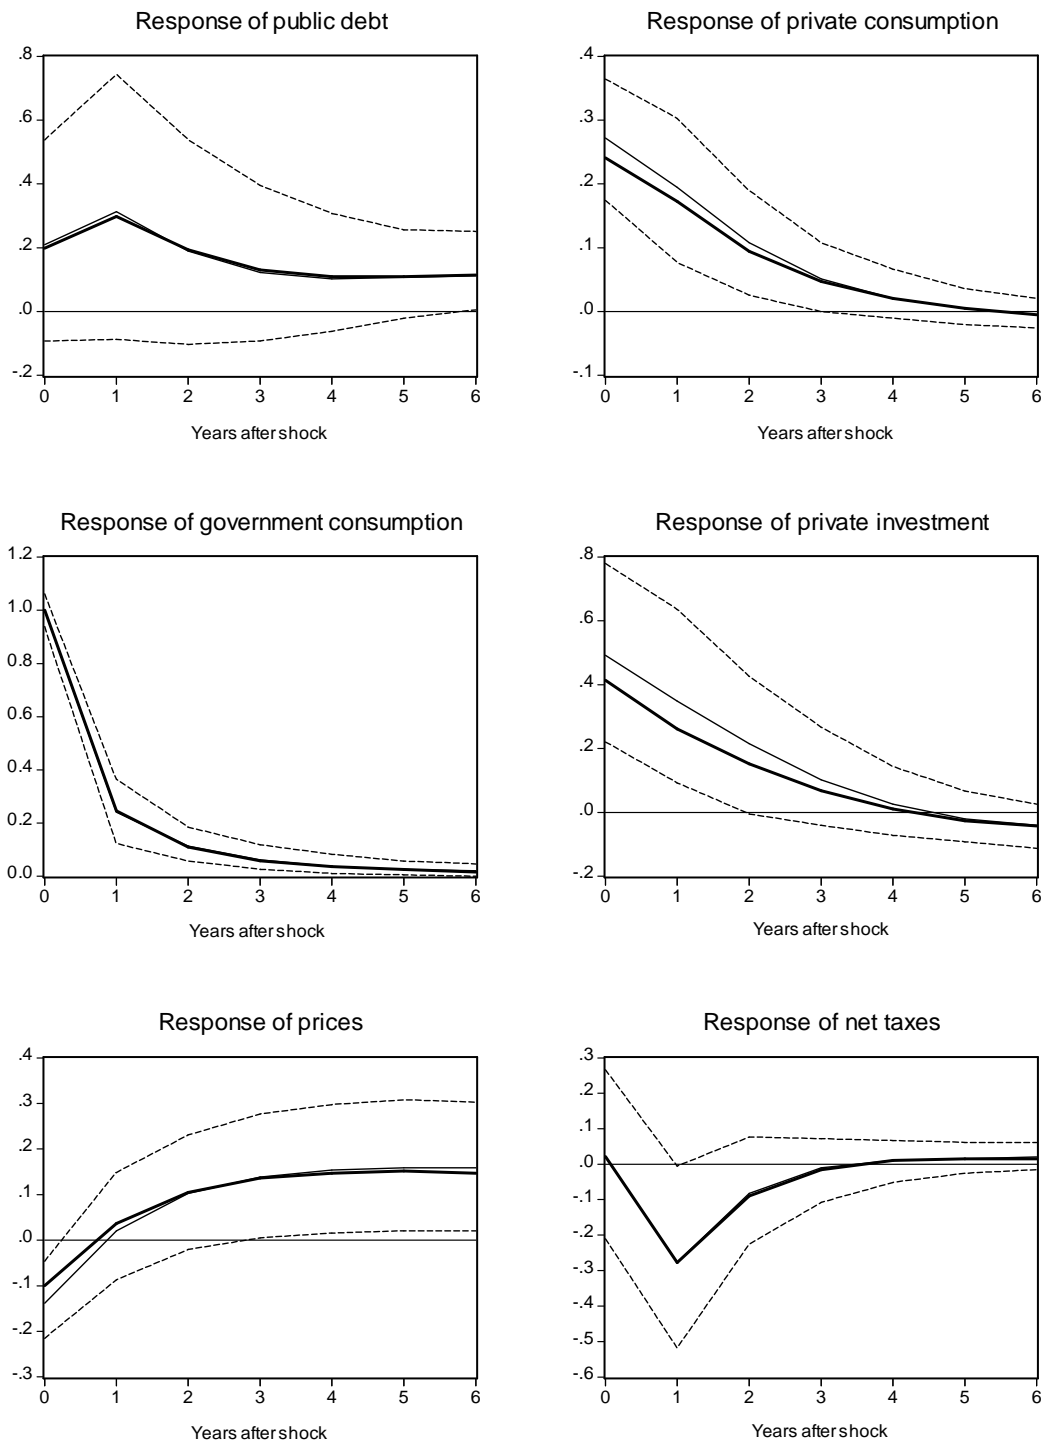 Response of public debt
.8
.6
.4
.2
.0
-.2
0 1 2 3 4 5 6
Years after shock
Response of private consumption
.4
.3
.2
.1
.0
-.1
0 1 2 3 4 5 6
Years after shock
Response of government consumption
1.2
1.0
0.8
0.6
0.4
0.2
0.0
0 1 2 3 4 5 6
Years after shock
Response of private investment
.8
.6
.4
.2
.0
-.2
0 1 2 3 4 5 6
Years after shock
Response of prices
.4
.3
.2
.1
.0
-.1
-.2
-.3
0 1 2 3 4 5 6
Years after shock
Response of net taxes
.3
.2
.1
.0
-.1
-.2
-.3
-.4
-.5
-.6
0 1 2 3 4 5 6
Years after shock